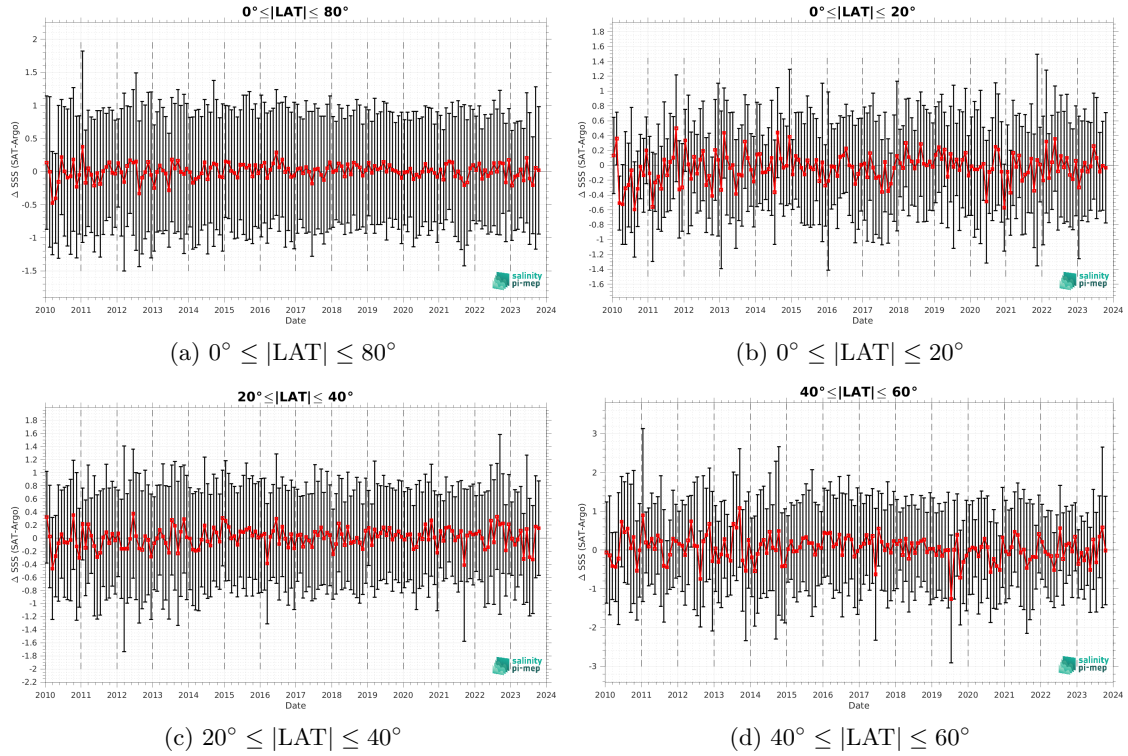 0°≤|LAT|≤ 80°
Δ SSS (SAT-Argo)
2
1.5
1
0.5
0
-0.5
-1
-1.5
salinity
pi-mep
2010 2011 2012 2013 2014 2015 2016 2017 2018 2019 2020 2021 2022 2023 2024
Date
(a) 0° ≤ |LAT| ≤ 80°
0°≤|LAT|≤ 20°
Δ SSS (SAT-Argo)
1.8
1.6
1.4
1.2
1
0.8
0.6
0.4
0.2
0
-0.2
-0.4
-0.6
-0.8
-1
-1.2
-1.4
-1.6
salinity
pi-mep
2010 2011 2012 2013 2014 2015 2016 2017 2018 2019 2020 2021 2022 2023 2024
Date
(b) 0° ≤ |LAT| ≤ 20°
20°≤|LAT|≤ 40°
Δ SSS (SAT-Argo)
1.8
1.6
1.4
1.2
1
0.8
0.6
0.4
0.2
0
-0.2
-0.4
-0.6
-0.8
-1
-1.2
-1.4
-1.6
-1.8
-2
-2.2
salinity
pi-mep
2010 2011 2012 2013 2014 2015 2016 2017 2018 2019 2020 2021 2022 2023 2024
Date
(c) 20° ≤ |LAT| ≤ 40°
40°≤|LAT|≤ 60°
Δ SSS (SAT-Argo)
3
2
1
0
-1
-2
-3
salinity
pi-mep
2010 2011 2012 2013 2014 2015 2016 2017 2018 2019 2020 2021 2022 2023 2024
Date
(d) 40° ≤ |LAT| ≤ 60°